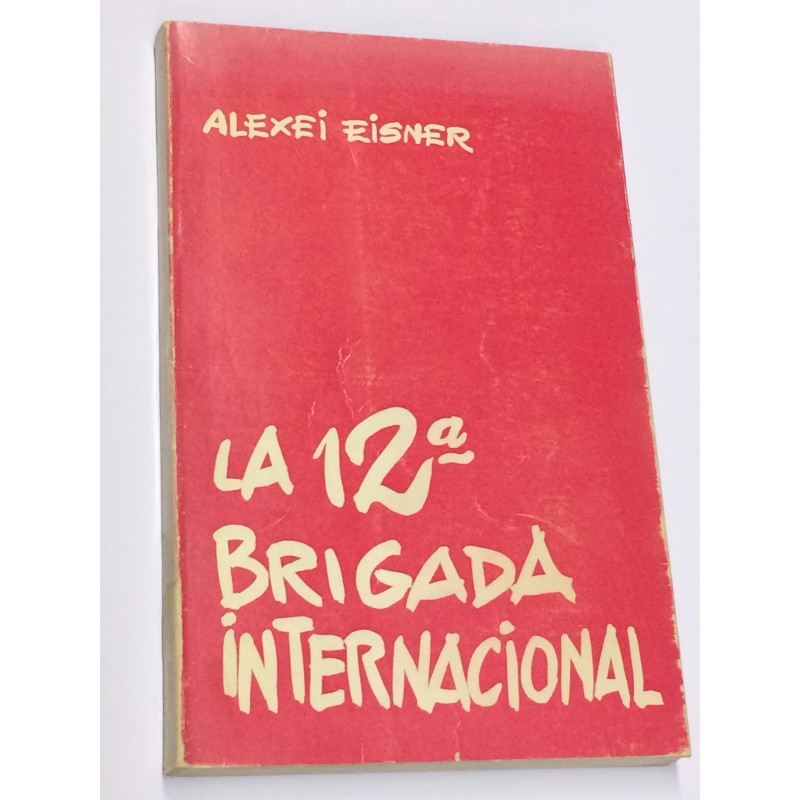 ALEXEI EISNER
LA 12ª
BRIGADA
INTERNACIONAL